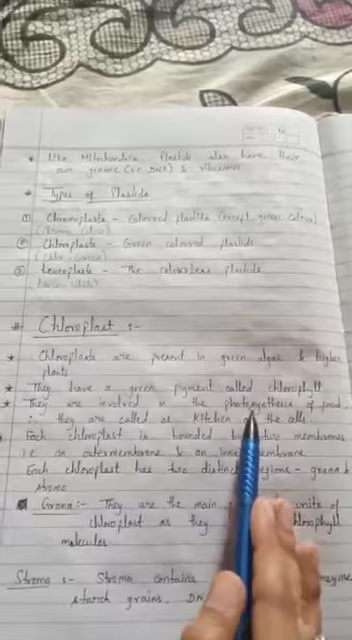 * Like Mitochondria Plastids also have their
own genome (i.e DNA) & ribosomes
* Types of Plastids
① Chromoplasts - Coloured plastids (except green colour)
② Chloroplasts - Green coloured plastids
③ Leucoplasts - The colourless plastids
# Chloroplast :-
* Chloroplasts are present in green algae & higher
plants
* They have a green pigment called chlorophyll
* They are involved in the photosynthesis of food.
∴ they are called as Kitchen of the cells.
Each chloroplast is bounded by two membranes
i.e an outermembrane & an inner membrane
Each chloroplast has two distinct regions - grana &
stroma
Grana :- They are the main units of
chloroplast as they chlorophyll
molecules
Stroma :- Stroma contains enzyme
starch grains, DN